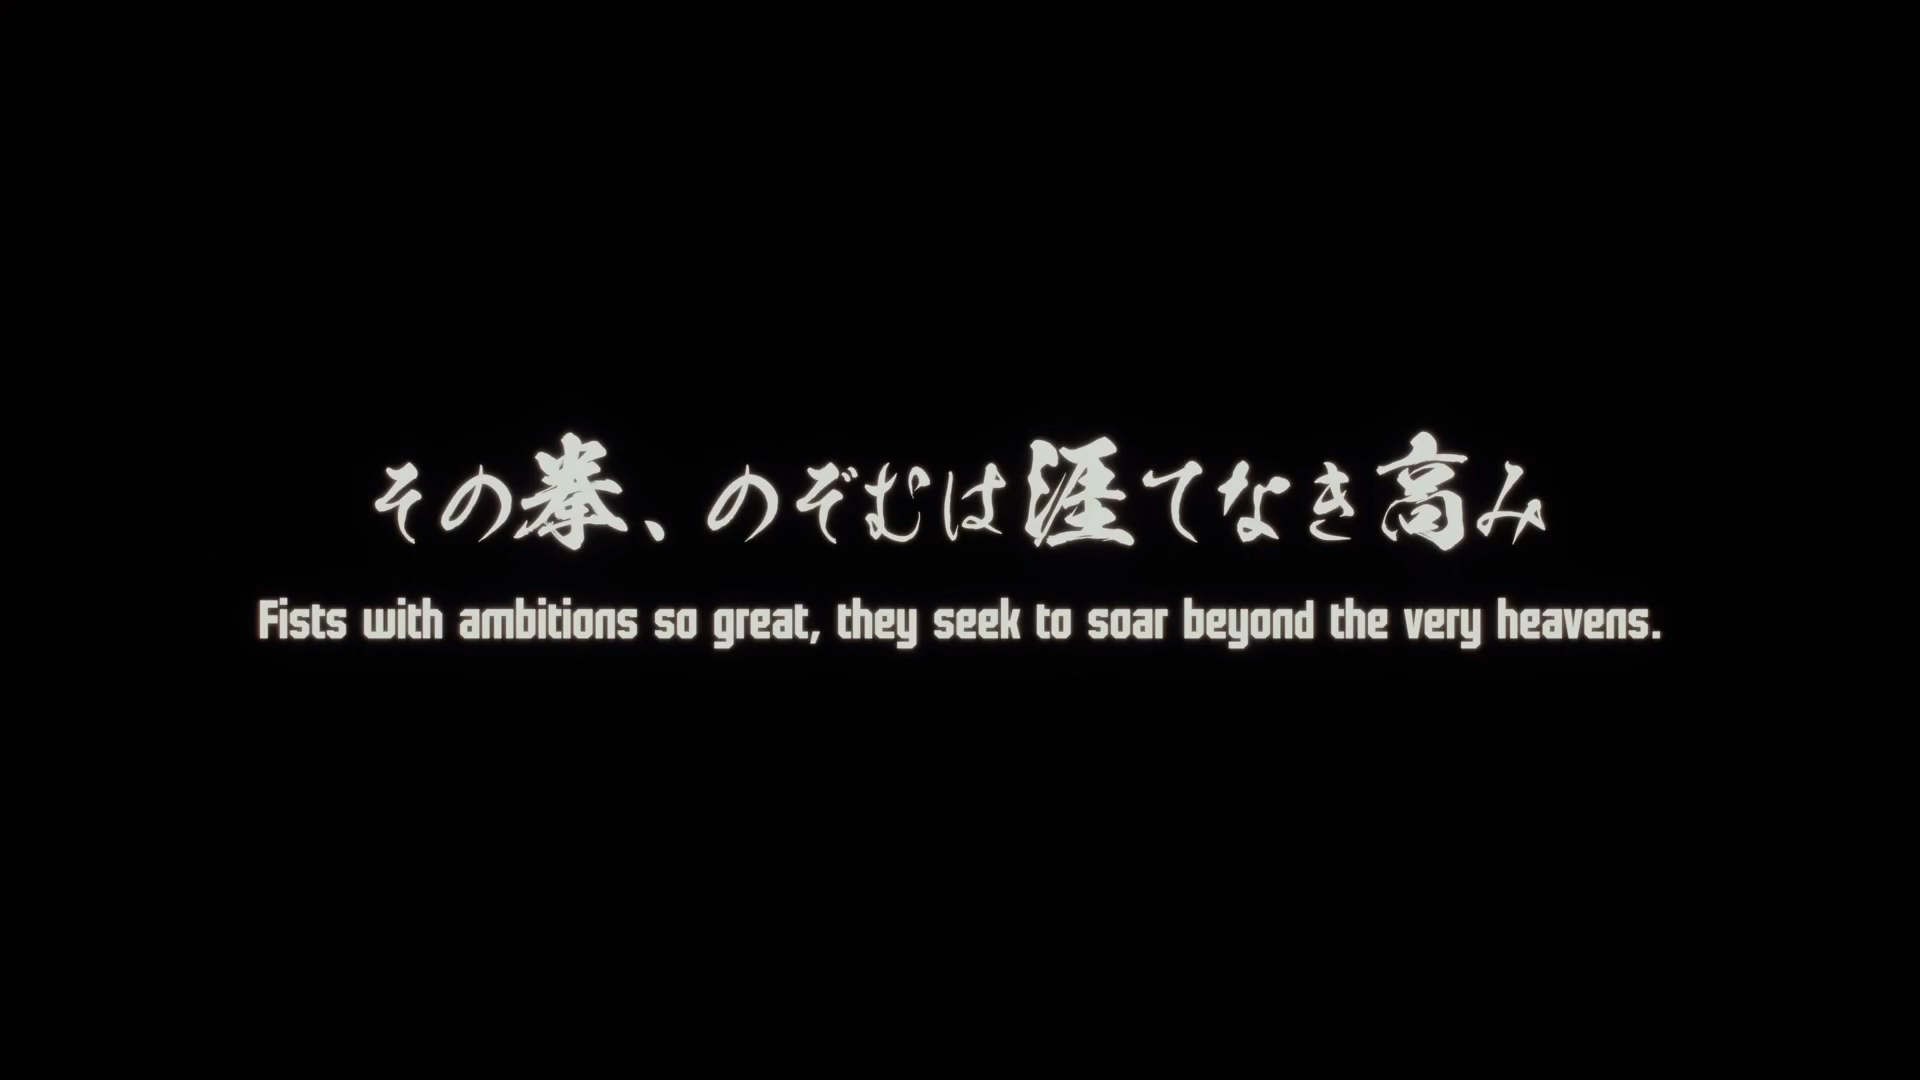 その拳、のぞむは涯てなき高み
Fists with ambitions so great, they seek to soar beyond the very heavens.